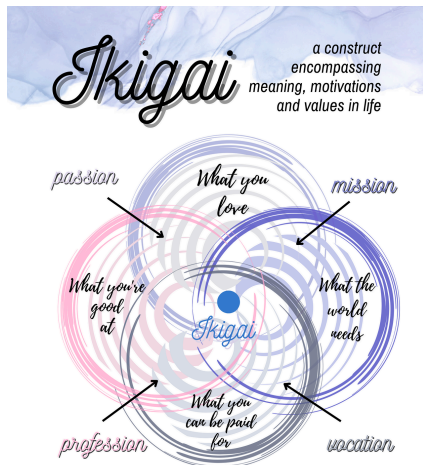 Ikigai
a construct
encompassing
meaning, motivations
and values in life
passion
What you
love
mission
What you're
good
at
What the
world
needs
Ikigai
What you
can be paid
for
profession
vocation